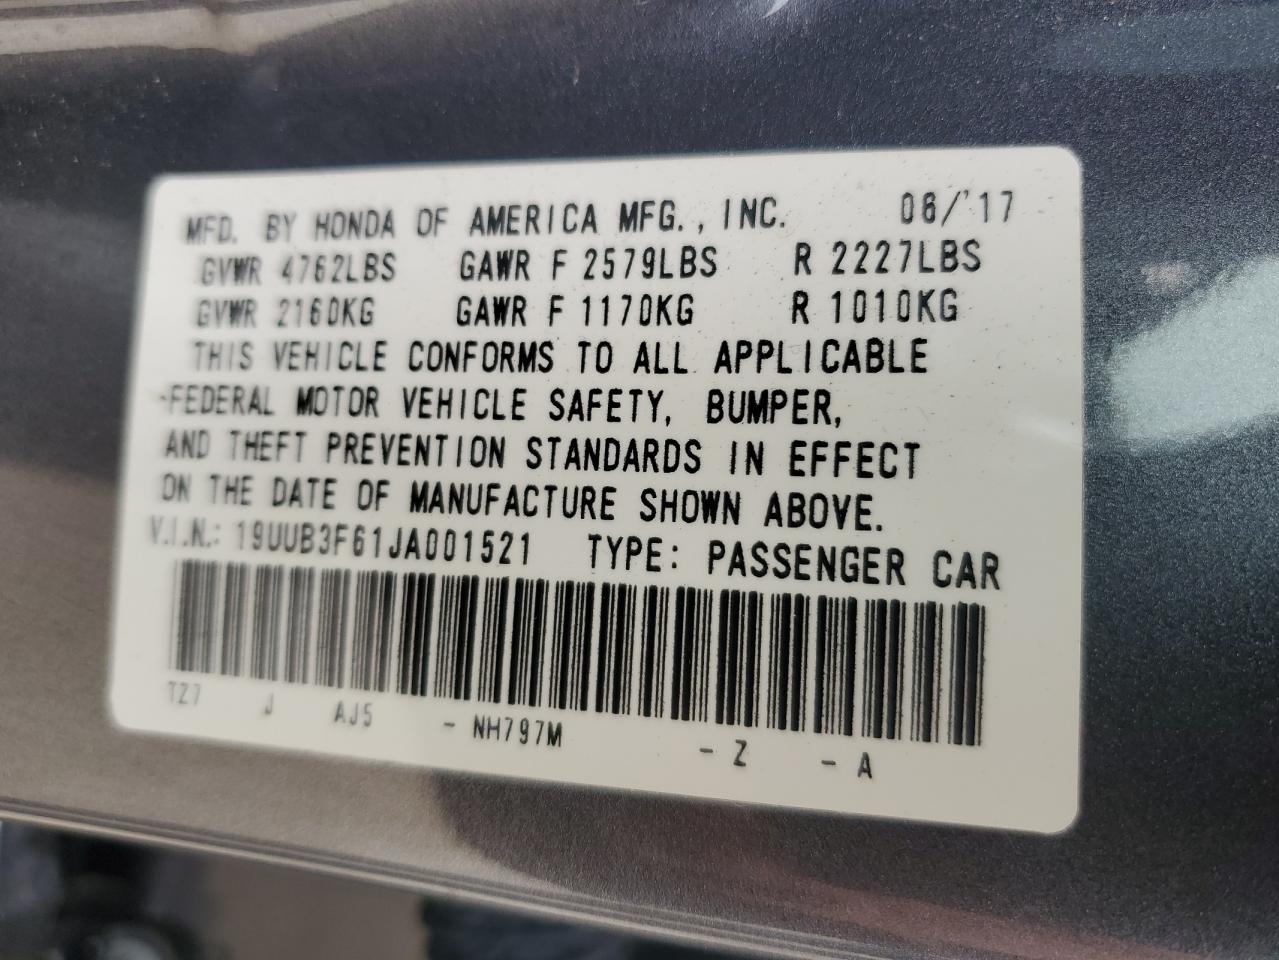 MFD. BY HONDA OF AMERICA MFG., INC. 06/'17
GVWR 4762LBS GAWR F 2579LBS R 2227LBS
GVWR 2160KG GAWR F 1170KG R 1010KG
THIS VEHICLE CONFORMS TO ALL APPLICABLE
FEDERAL MOTOR VEHICLE SAFETY, BUMPER,
AND THEFT PREVENTION STANDARDS IN EFFECT
ON THE DATE OF MANUFACTURE SHOWN ABOVE.
V.I.N.: 19UUB3F61JA001521 TYPE: PASSENGER CAR
TZ7 J AJ5 - NH797M - Z - A